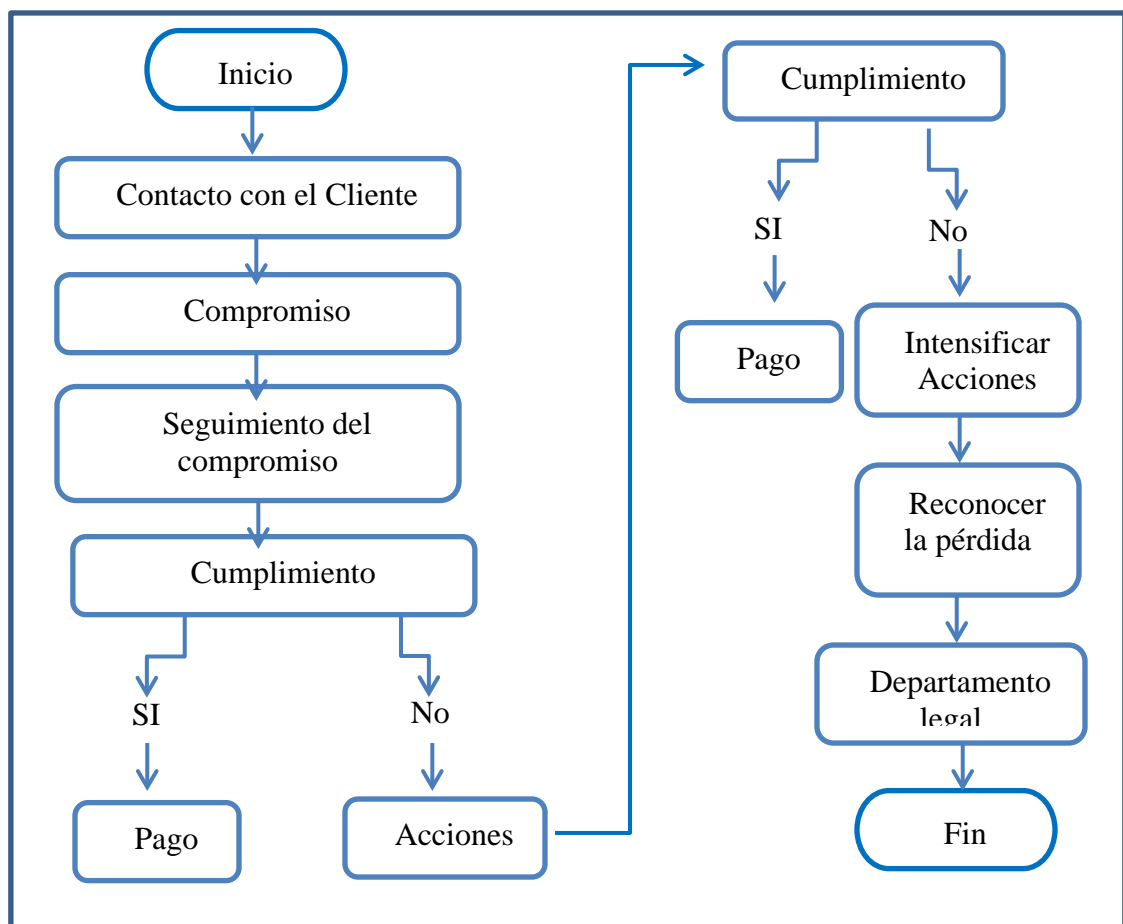 Inicio
Contacto con el Cliente
Compromiso
Seguimiento del
compromiso
Cumplimiento
SI
No
Pago
Acciones
Cumplimiento
SI
No
Pago
Intensificar
Acciones
Reconocer
la pérdida
Departamento
legal
Fin